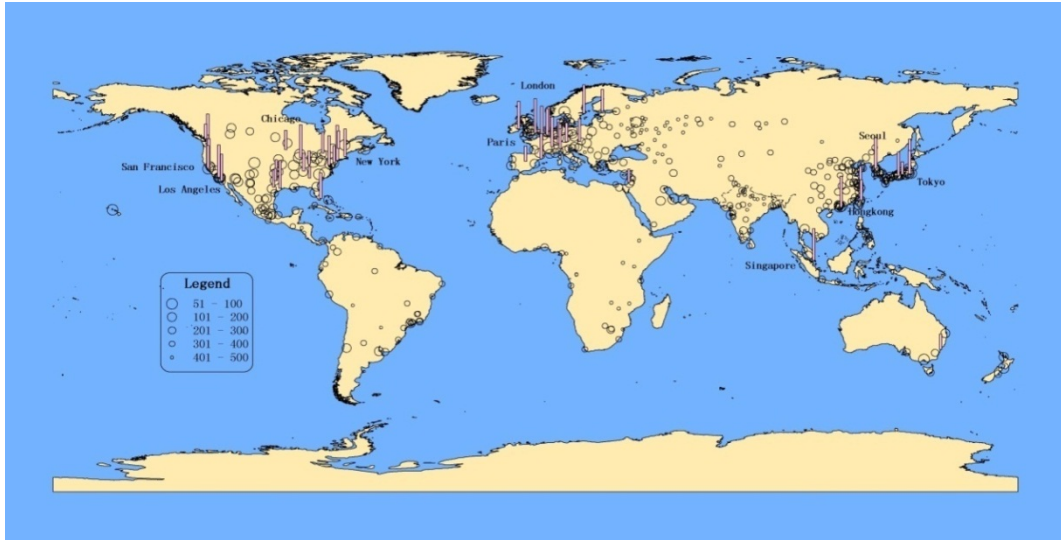 London
Chicago
Seoul
Paris
New York
San Francisco
Los Angeles
Tokyo
Hongkong
Singapore
Legend
51 - 100
101 - 200
201 - 300
301 - 400
401 - 500